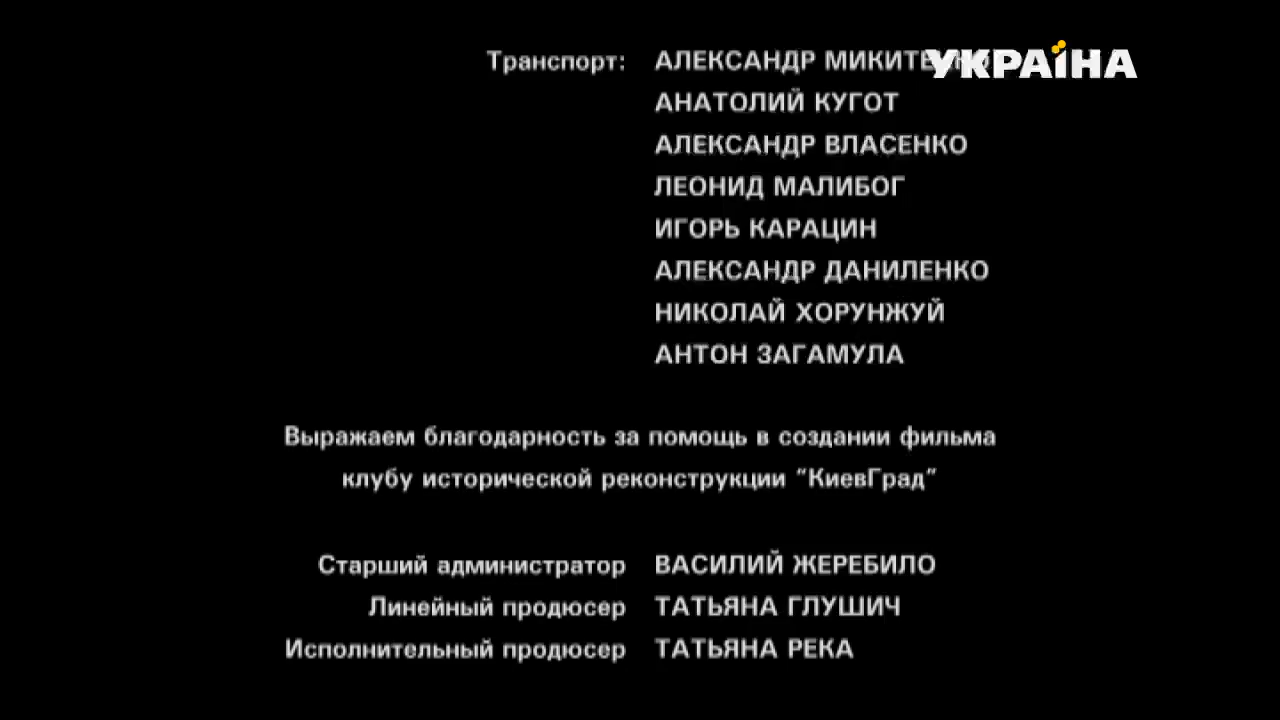 Транспорт: АЛЕКСАНДР
УКРАЇНА
АНАТОЛИЙ КУГОТ
АЛЕКСАНДР ВЛАСЕНКО
ЛЕОНИД МАЛИБОГ
ИГОРЬ КАРАЦИН
АЛЕКСАНДР ДАНИЛЕНКО
НИКОЛАЙ ХОРУНЖУЙ
АНТОН ЗАГАМУЛА
Выражаем благодарность за помощь в создании фильма
клубу исторической реконструкции "КиевГрад"
Старший администратор ВАСИЛИЙ ЖЕРЕБИЛО
Линейный продюсер ТАТЬЯНА ГЛУШИЧ
Исполнительный продюсер ТАТЬЯНА РЕКА